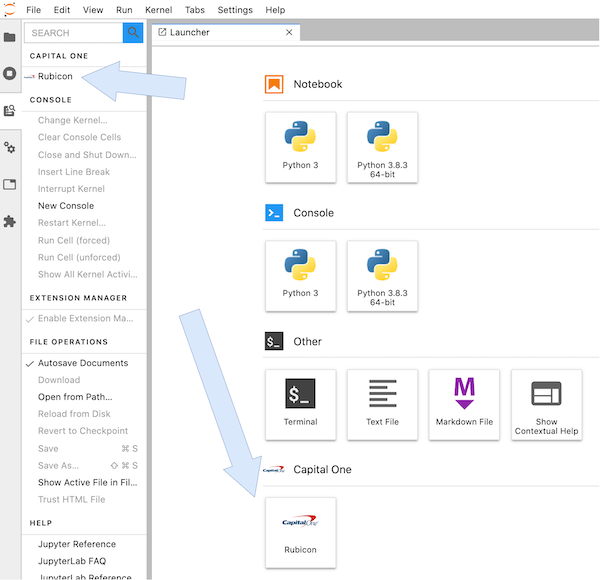 File Edit View Run Kernel Tabs Settings Help
SEARCH
CAPITAL ONE
Rubicon
CONSOLE
Change Kernel...
Clear Console Cells
Close and Shut Down...
Insert Line Break
Interrupt Kernel
New Console
Restart Kernel...
Run Cell (forced)
Run Cell (unforced)
Show All Kernel Activi...
EXTENSION MANAGER
Enable Extension Ma...
FILE OPERATIONS
Autosave Documents
Download
Open from Path...
Reload from Disk
Revert to Checkpoint
Save ⌘ S
Save As... ⇧ ⌘ S
Show Active File in Fil...
Trust HTML File
HELP
Jupyter Reference
JupyterLab FAQ
JupyterLab Reference
Launcher
Notebook
Python 3
Python 3.8.3
64-bit
>_ Console
Python 3
Python 3.8.3
64-bit
$_ Other
$_
Terminal
Text File
M
Markdown File
Show
Contextual Help
Capital One Capital One
Capital One
Rubicon